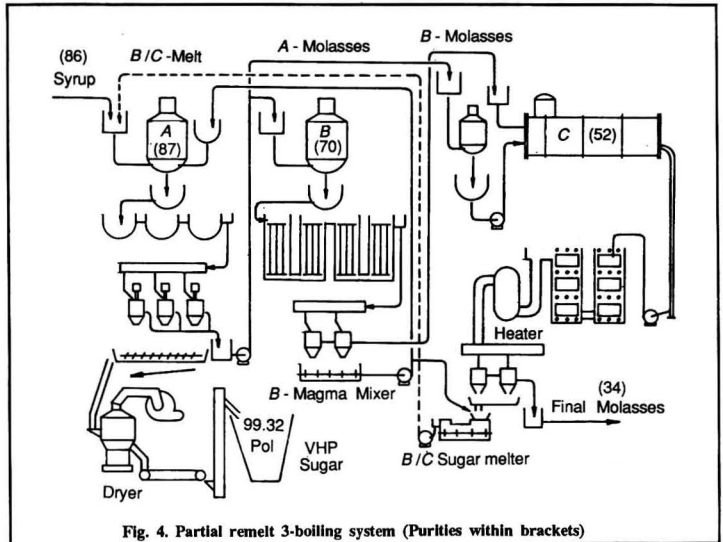 (86)
Syrup
B/C -Melt
A - Molasses
B - Molasses
A
(87)
B
(70)
C (52)
Heater
B - Magma Mixer
(34)
Final Molasses
B/C Sugar melter
99.32
Pol
VHP
Sugar
Dryer
Fig. 4. Partial remelt 3-boiling system (Purities within brackets)